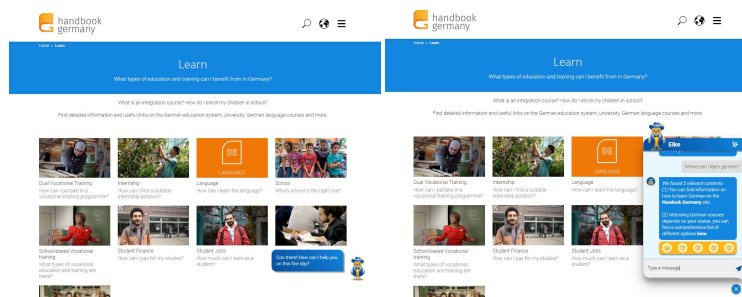 handbook
germany
Home > Learn
Learn
What types of education and training can I benefit from in Germany?
What is an integration course? How do I enroll my children in school?
Find detailed information and useful links on the German education system, university, German language courses and more.
DE
LANGUAGE
Dual Vocational Training
How can I partake in a
vocational training programme?
Internship
How can I find a suitable
internship position?
Language
How can I learn the language?
School
Which school is the right one?
School-based Vocational
training
What types of vocational
education and training are
there?
Student Finance
How can I pay for my studies?
Student Jobs
How much can I earn as a
student?
Coo there! How can I help you
on this fine day?
handbook
germany
Home > Learn
Learn
What types of education and training can I benefit from in Germany?
What is an integration course? How do I enroll my children in school?
Find detailed information and useful links on the German education system, university, German language courses and more.
DE
LANGUAGE
Dual Vocational Training
How can I partake in a
vocational training programme?
Internship
How can I find a suitable
internship position?
Language
How can I learn the language?
School-based Vocational
training
What types of vocational
education and training are
there?
Student Finance
How can I pay for my studies?
Student Jobs
How much can I earn as a
student?
Elke
Where can I learn german?
We found 2 relevant contents:
(1) You can find information on
how to learn German on the
Handook Germany site.
(2) Attending German courses
depends on your status, you can
find a comprehensive list of
different options here.
Type a message